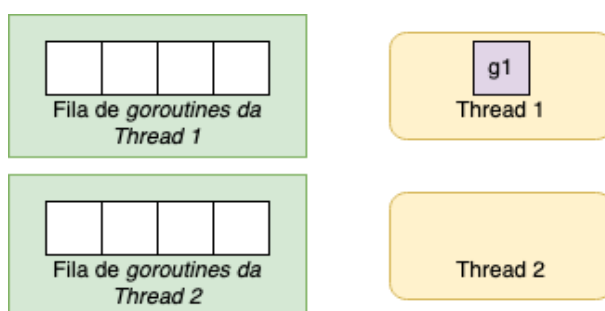 g1
Fila de goroutines da
Thread 1
Thread 1
Fila de goroutines da
Thread 2
Thread 2